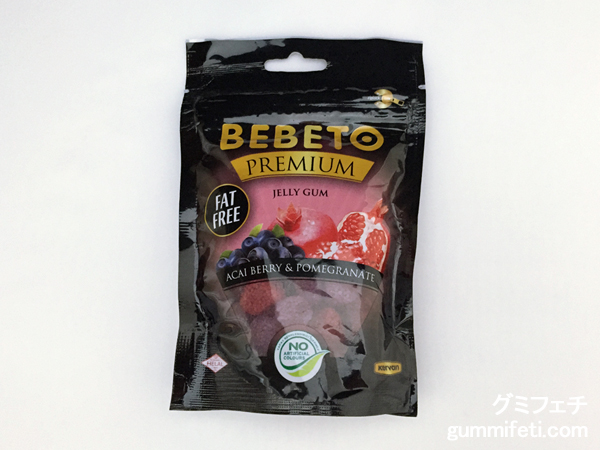 BEBETO
PREMIUM
JELLY GUM
FAT
FREE
ACAI BERRY & POMEGRANATE
NO
ARTIFICIAL
COLOURS
HELAL
Kervan
グミフェチ
gummifeti.com